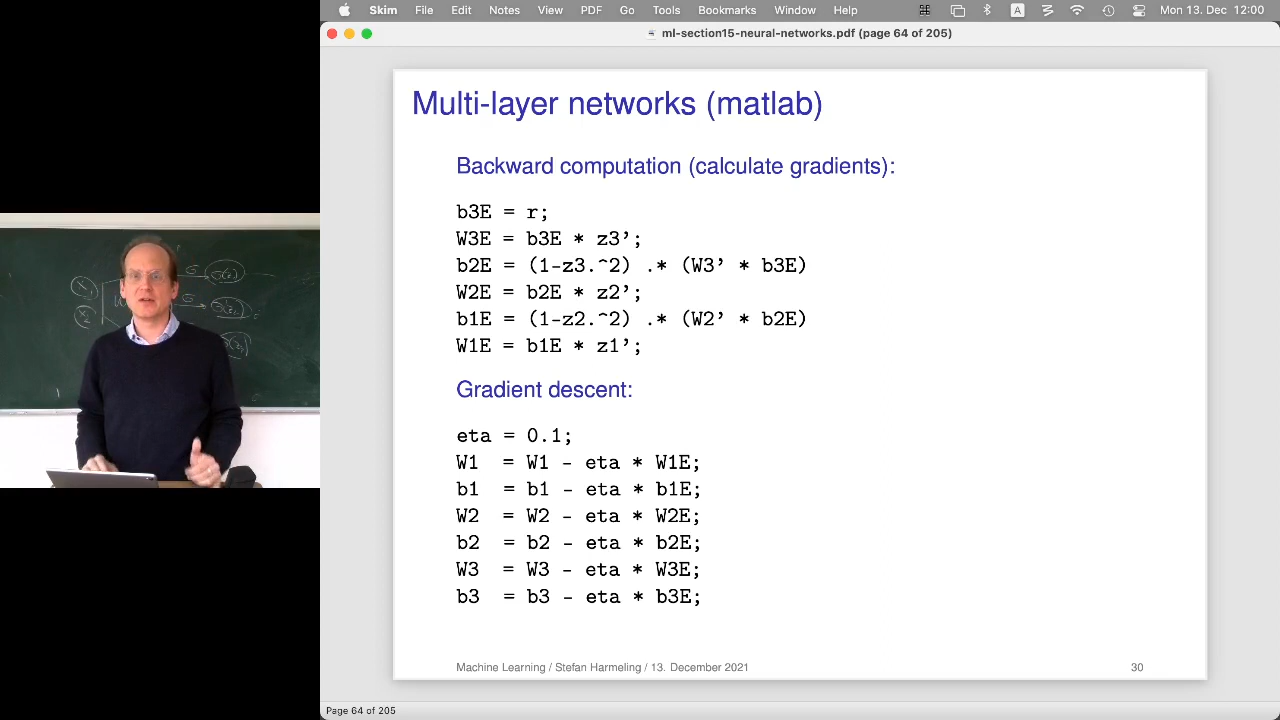 Skim File Edit Notes View PDF Go Tools Bookmarks Window Help A Mon 13. Dec 12:00
ml-section15-neural-networks.pdf (page 64 of 205)
Multi-layer networks (matlab)
Backward computation (calculate gradients):
b3E = r;
W3E = b3E * z3’;
b2E = (1-z3.^2) .* (W3’ * b3E)
W2E = b2E * z2’;
b1E = (1-z2.^2) .* (W2’ * b2E)
W1E = b1E * z1’;
Gradient descent:
eta = 0.1;
W1 = W1 - eta * W1E;
b1 = b1 - eta * b1E;
W2 = W2 - eta * W2E;
b2 = b2 - eta * b2E;
W3 = W3 - eta * W3E;
b3 = b3 - eta * b3E;
Machine Learning / Stefan Harmeling / 13. December 2021 30
Page 64 of 205